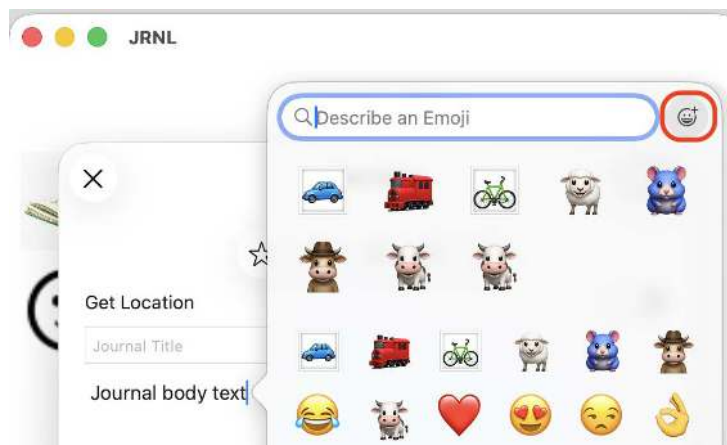 JRNL
Describe an Emoji
Get Location
Journal Title
Journal body text